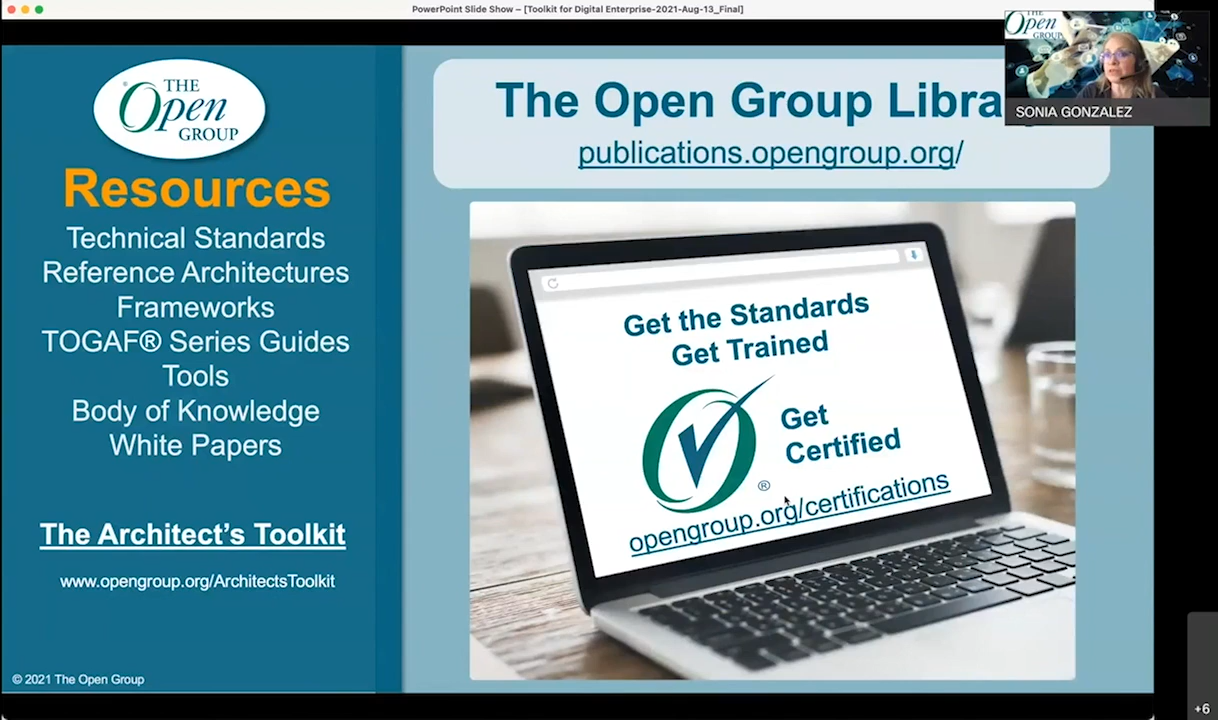 PowerPoint Slide Show – [Toolkit for Digital Enterprise-2021-Aug-13_Final]
THE
Open
GROUP
Resources
Technical Standards
Reference Architectures
Frameworks
TOGAF® Series Guides
Tools
Body of Knowledge
White Papers
The Architect's Toolkit
www.opengroup.org/ArchitectsToolkit
© 2021 The Open Group
The Open Group
publications.opengroup.org/
Get the Standards
Get Trained
Get
Certified
®
opengroup.org/certifications
THE
Open
GROUP
SONIA GONZALEZ
+6